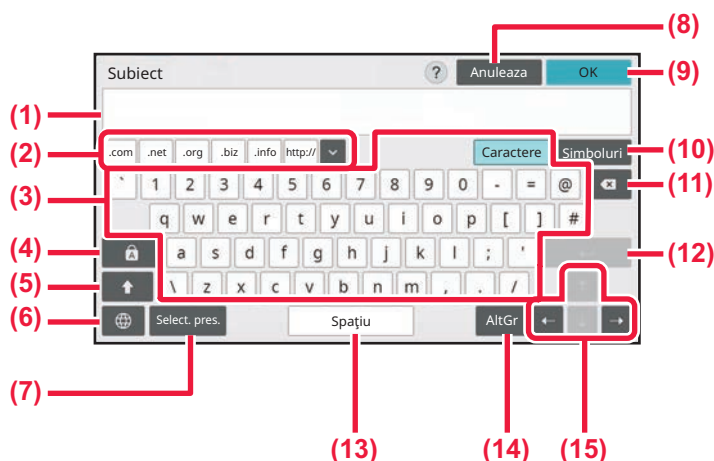 (8)
Subiect ? Anuleaza OK (9)
(1)
(2) .com .net .org .biz .info http:// Caractere Simboluri (10)
(3) ` 1 2 3 4 5 6 7 8 9 0 - = @ (11)
q w e r t y u i o p [ ] #
(4) A a s d f g h j k l ; ' (12)
(5) \ z x c v b n m , . /
(6) Select. pres. Spațiu AltGr
(7)
(13) (14) (15)